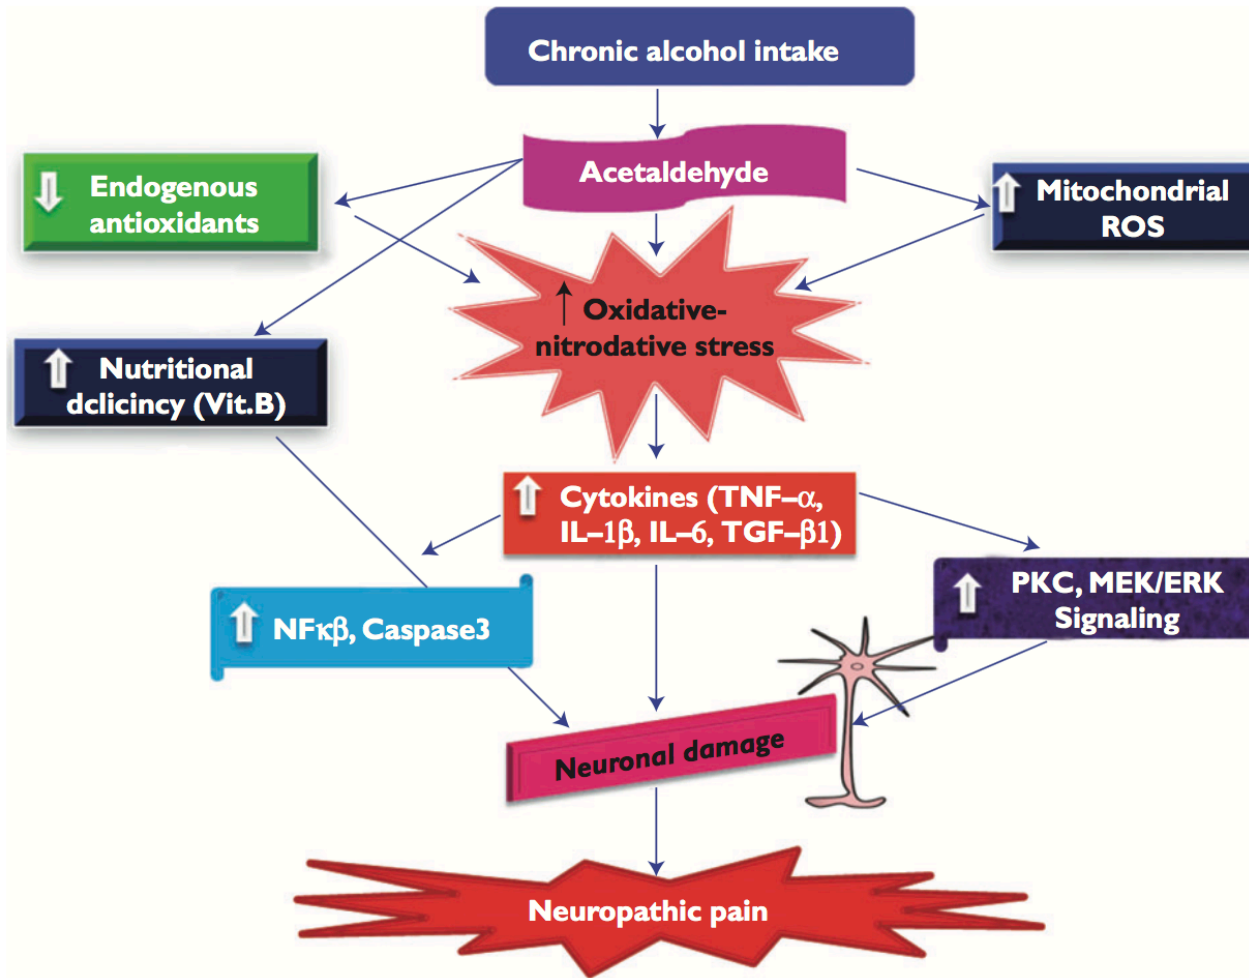 Chronic alcohol intake
Acetaldehyde
Endogenous
antioxidants
Mitochondrial
ROS
Oxidative-
nitrodative stress
Nutritional
dclicincy (Vit.B)
Cytokines (TNF–α,
IL–1β, IL–6, TGF–β1)
NFκβ, Caspase3
PKC, MEK/ERK
Signaling
Neuronal damage
Neuropathic pain